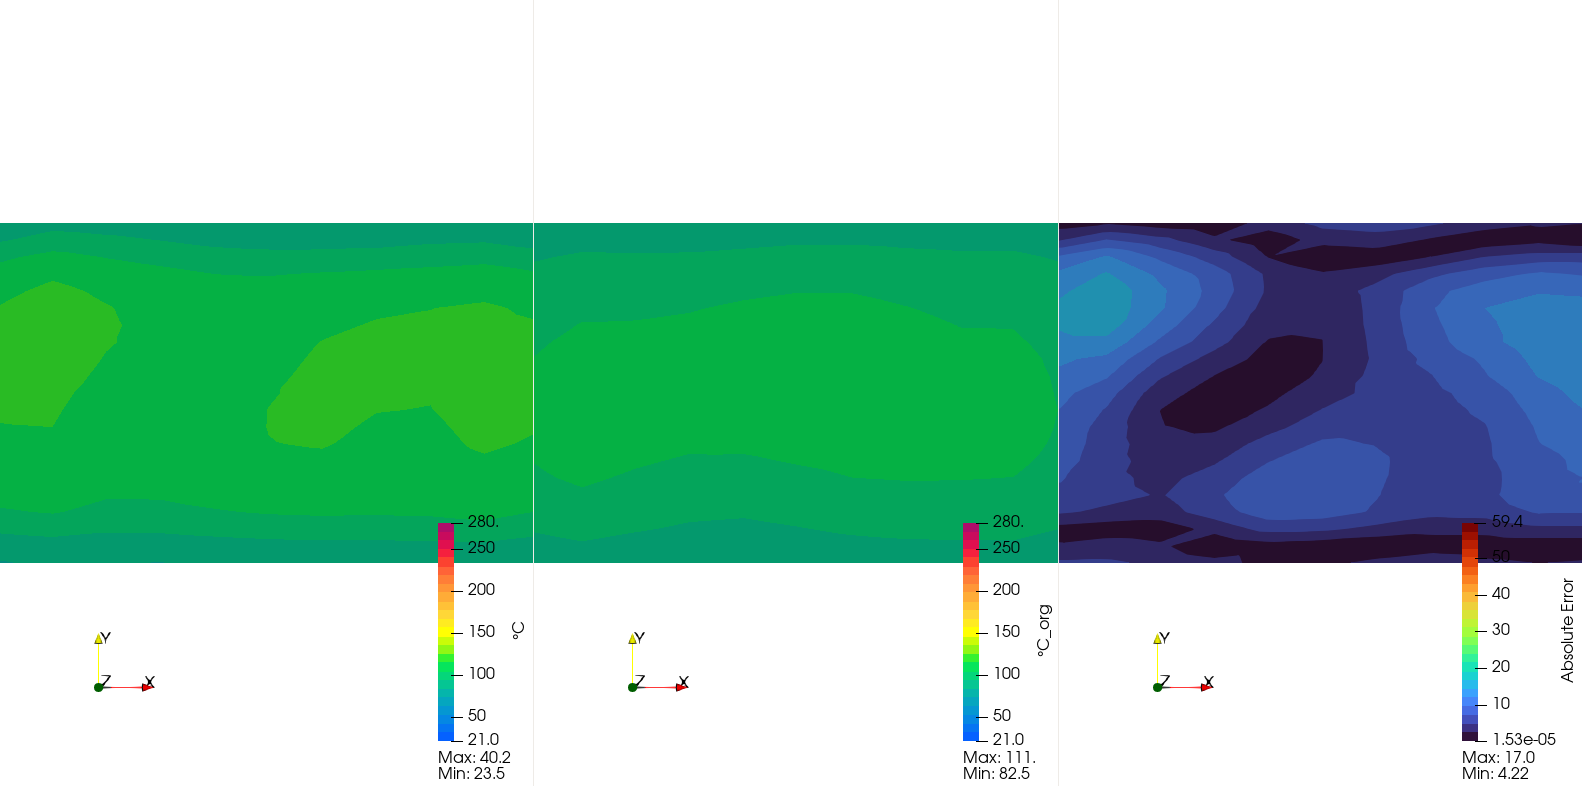 280.
250
200
150
100
50
21.0
°C
Max: 40.2
Min: 23.5
Y
Z
X
280.
250
200
150
100
50
21.0
°C_org
Max: 111.
Min: 82.5
Y
Z
X
59.4
50
40
30
20
10
1.53e-05
Absolute Error
Max: 17.0
Min: 4.22
Y
Z
X